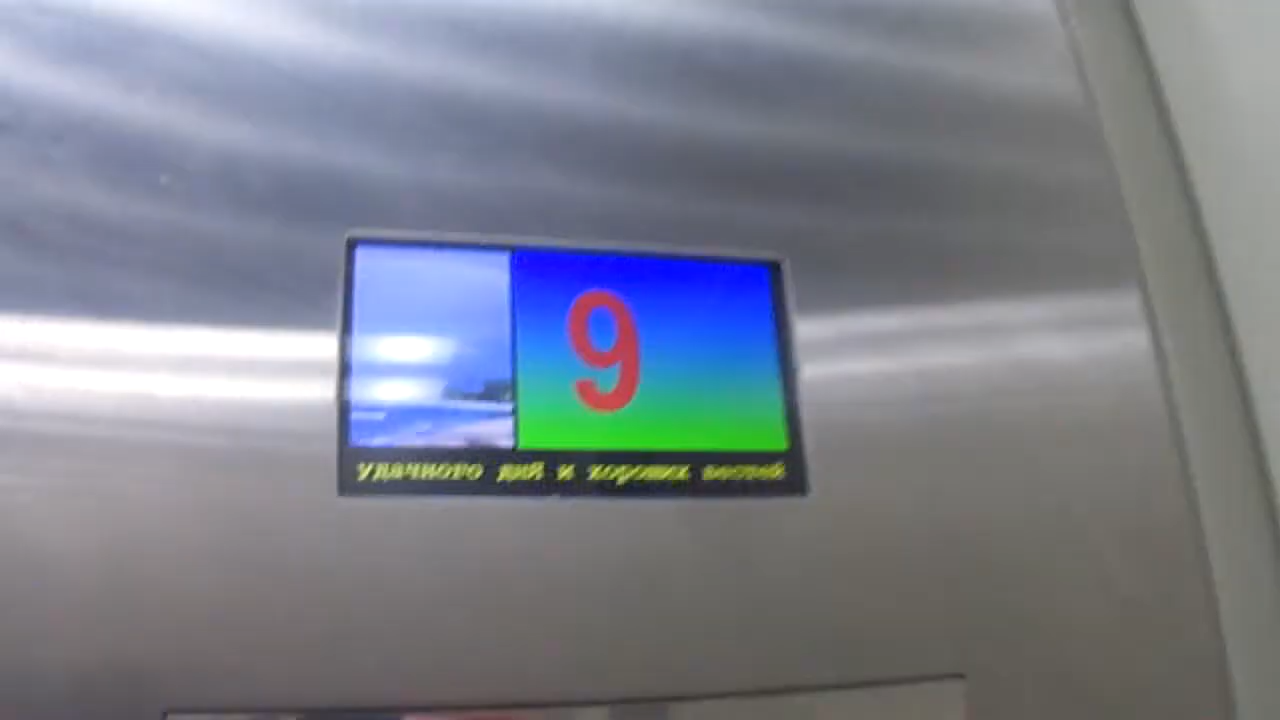 9
удачного дня и хороших вестей